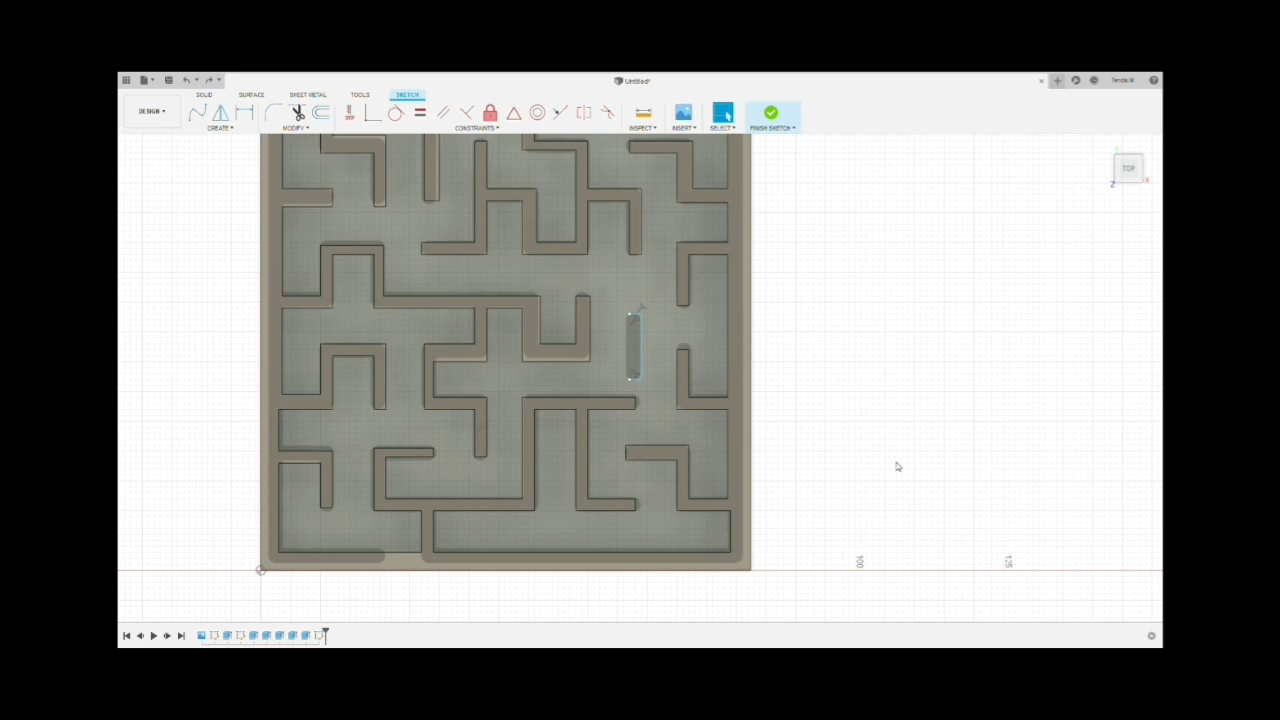 Untitled*
Tendai M
SOLID SURFACE SHEET METAL TOOLS SKETCH
DESIGN
CREATE MODIFY CONSTRAINTS INSPECT INSERT SELECT FINISH SKETCH
TOP
X
Z
100
125